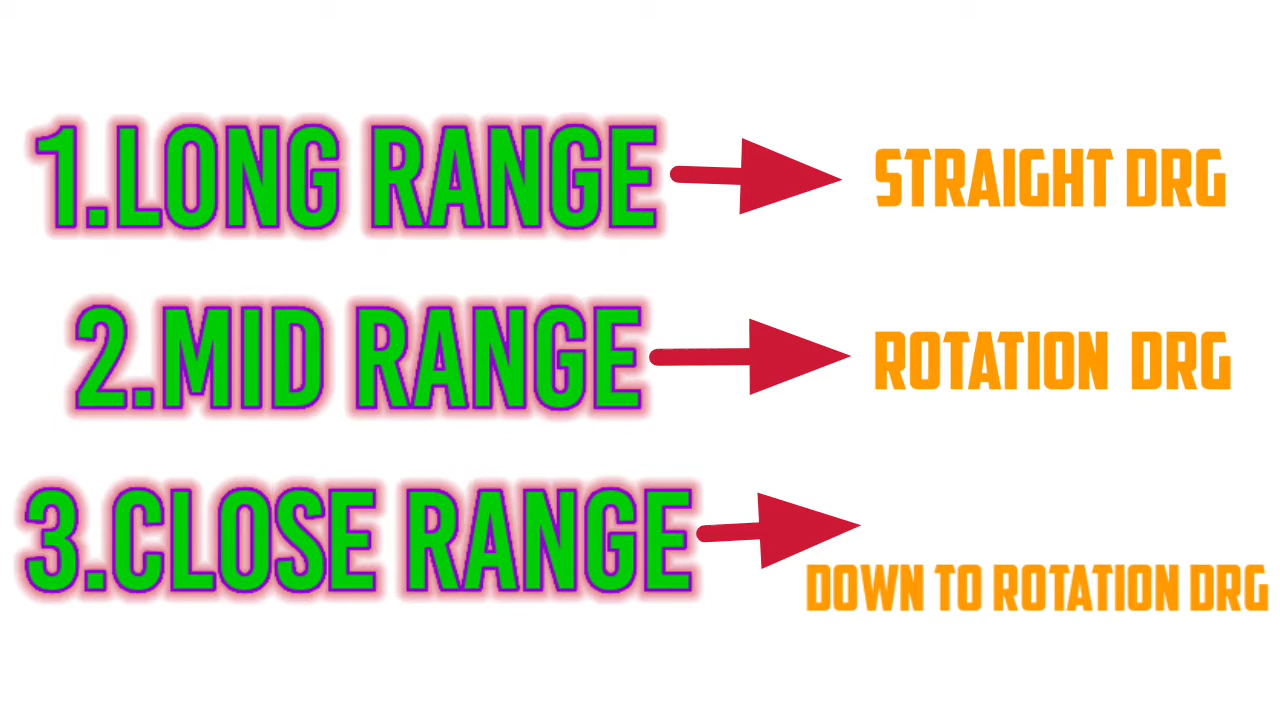 1.LONG RANGE STRAIGHT DRG
2.MID RANGE ROTATION DRG
3.CLOSE RANGE
DOWN TO ROTATION DRG